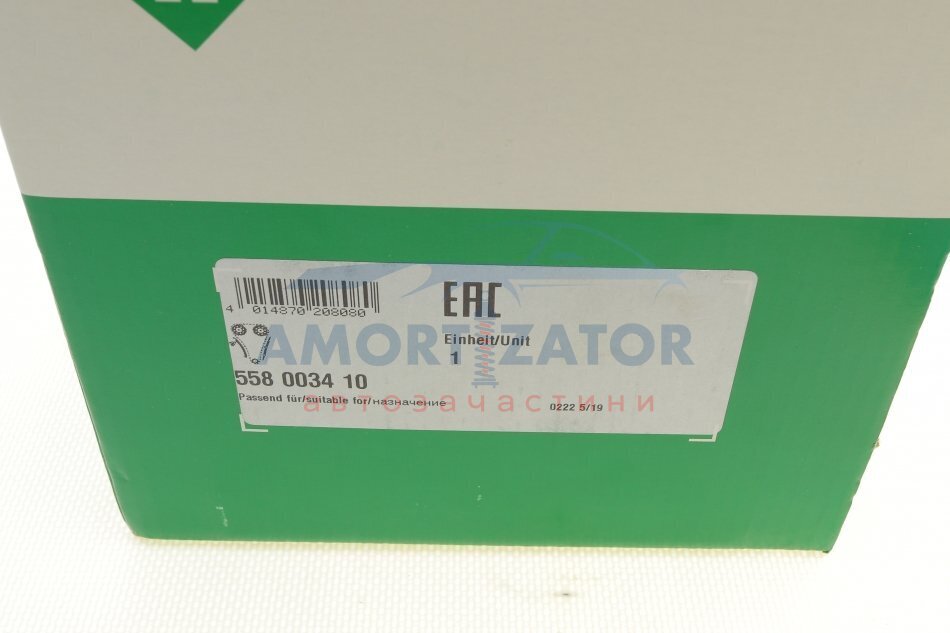 EAC
4 014870 208080
AMORTIZATOR
Einheit/Unit
1
558 0034 10
Passend für/suitable for/назначение
автозачастини
0222 5/19